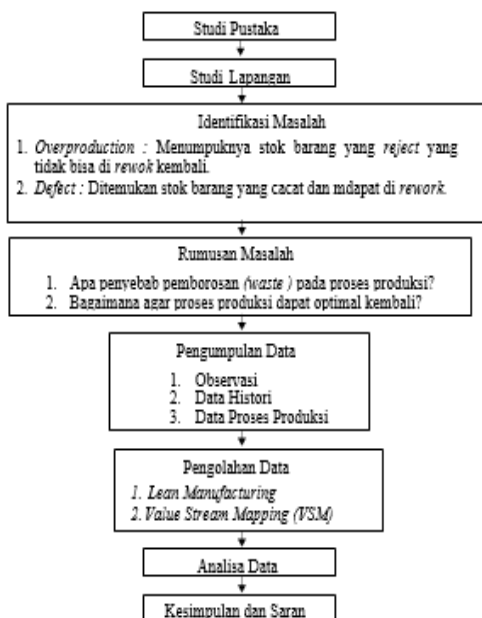 Studi Pustaka
Studi Lapangan
Identifikasi Masalah
1. Overproduction : Menumpuknya stok barang yang reject yang
tidak bisa di rewok kembali.
2. Defect : Ditemukan stok barang yang cacat dan mdapat di rework.
Rumusan Masalah
1. Apa penyebab pemborosan (waste ) pada proses produksi?
2. Bagaimana agar proses produksi dapat optimal kembali?
Pengumpulan Data
1. Observasi
2. Data Histori
3. Data Proses Produksi
Pengolahan Data
1. Lean Manufacturing
2. Value Stream Mapping (VSM)
Analisa Data
Kesimpulan dan Saran